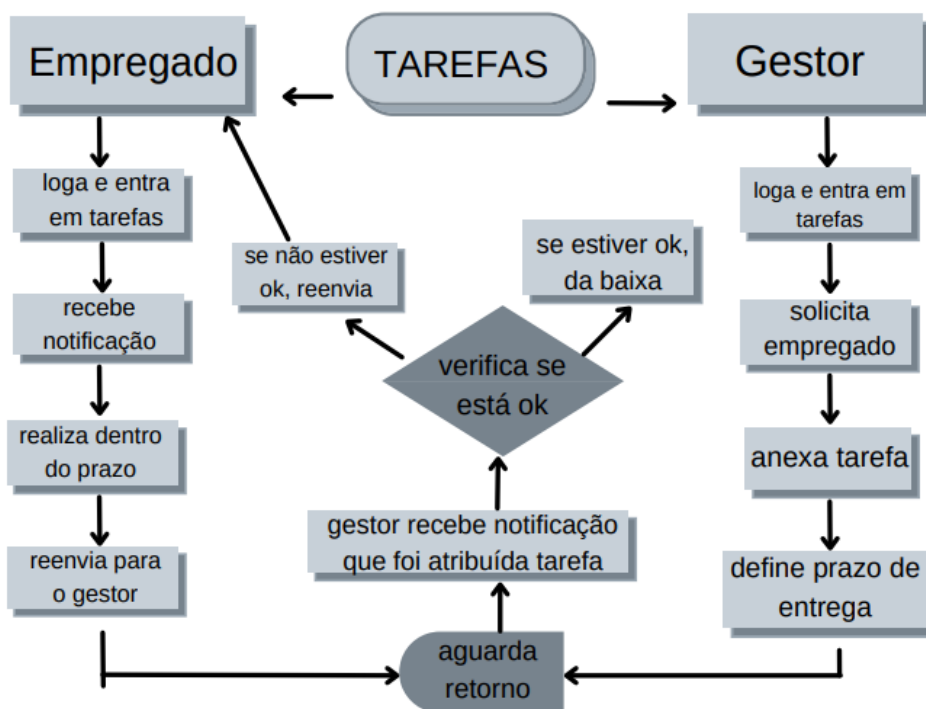 Empregado
TAREFAS
Gestor
loga e entra
em tarefas
loga e entra em
tarefas
se não estiver
ok, reenvia
se estiver ok,
da baixa
recebe
notificação
solicita
empregado
verifica se
está ok
realiza dentro
do prazo
anexa tarefa
gestor recebe notificação
que foi atribuída tarefa
reenvia para
o gestor
define prazo de
entrega
aguarda
retorno